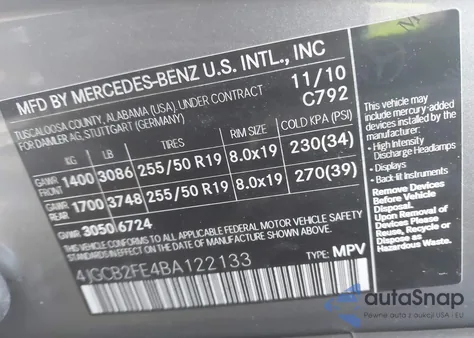 MFD BY MERCEDES-BENZ U.S. INTL., INC
TUSCALOOSA COUNTY, ALABAMA (USA), UNDER CONTRACT 11/10
FOR DAIMLER AG, STUTTGART (GERMANY) C792
KG LB TIRES RIM SIZE COLD KPA (PSI)
GAWR FRONT 1400 3086 255/50 R19 8.0x19 230(34)
GAWR REAR 1700 3748 255/50 R19 8.0x19 270(39)
GVWR 3050 6724
THIS VEHICLE CONFORMS TO ALL APPLICABLE FEDERAL MOTOR VEHICLE SAFETY
STANDARDS IN EFFECT ON THE DATE OF MANUFACTURE SHOWN ABOVE.
4JGCB2FE4BA122133 TYPE: MPV
This vehicle may
include mercury-added
devices installed by the
manufacturer:
• High Intensity
Discharge Headlamps
• Displays
• Back-lit Instruments
Remove Devices
Before Vehicle
Disposal.
Upon Removal of
Devices Please
Reuse, Recycle or
Dispose as
Hazardous Waste.
autoSnap
Pewne auta z aukcji USA i EU